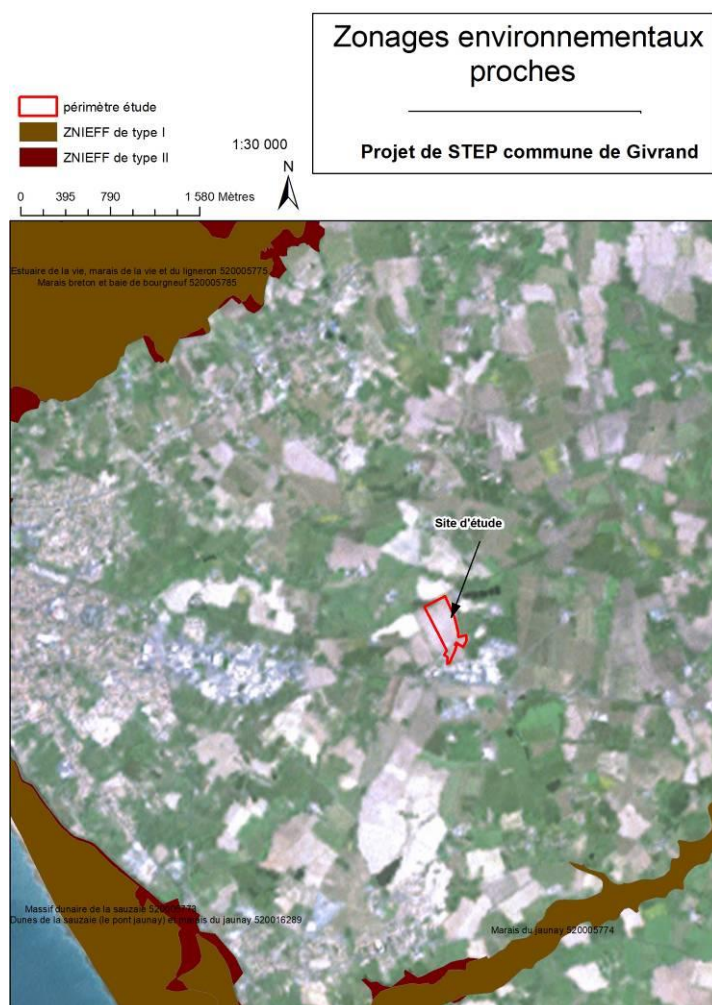 Zonages environnementaux
proches
Projet de STEP commune de Givrand
périmètre étude
ZNIEFF de type I
ZNIEFF de type II
1:30 000
N
0 395 790 1 580 Mètres
Estuaire de la vie, marais de la vie et du ligneron 520005775
Marais breton et baie de bourgneuf 520005785
Site d'étude
Massif dunaire de la sauzaie
Dunes de la sauzaie (le pont jaunay) et marais du jaunay 520016289
Marais du jaunay 520005774